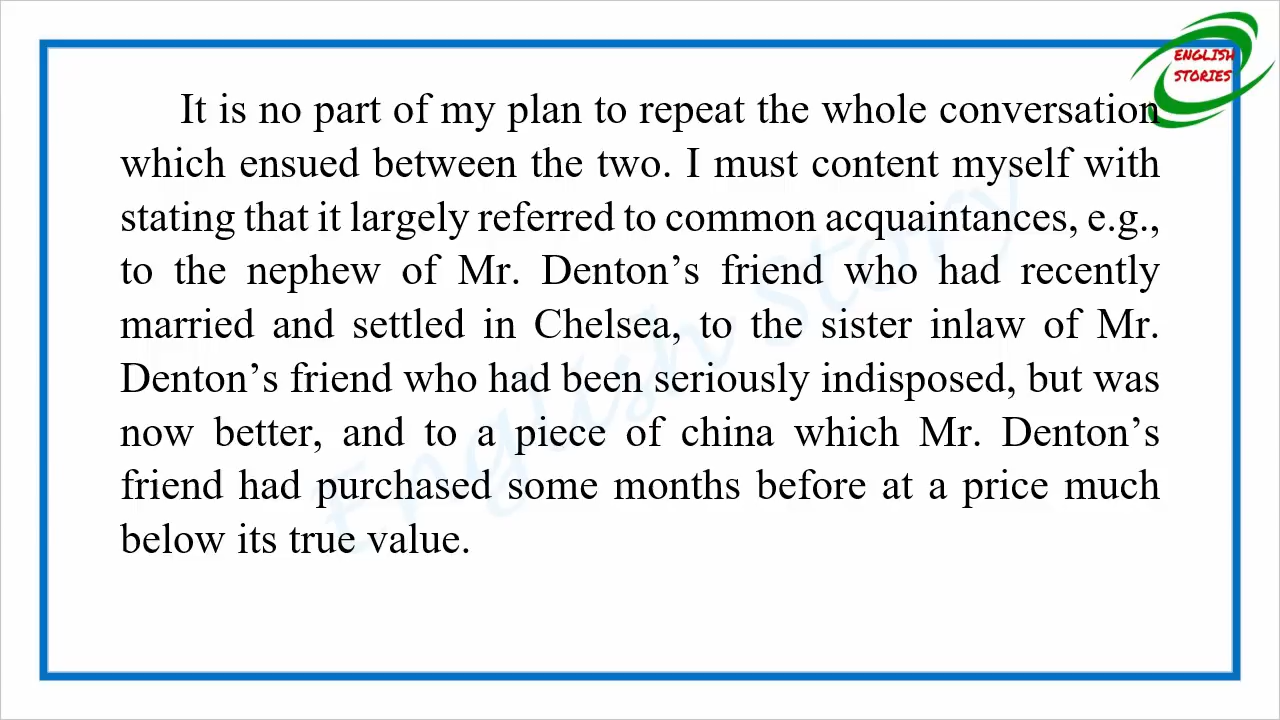 ENGLISH
STORIES
It is no part of my plan to repeat the whole conversation
which ensued between the two. I must content myself with
stating that it largely referred to common acquaintances, e.g.,
to the nephew of Mr. Denton’s friend who had recently
married and settled in Chelsea, to the sister inlaw of Mr.
Denton’s friend who had been seriously indisposed, but was
now better, and to a piece of china which Mr. Denton’s
friend had purchased some months before at a price much
below its true value.
English Story